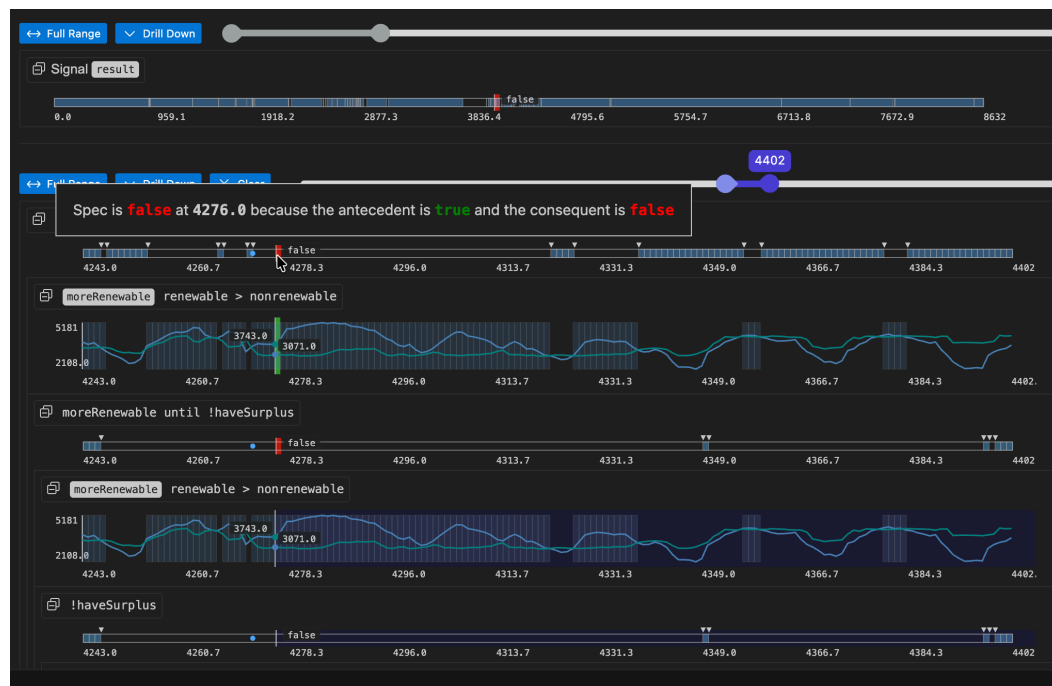 Full Range Drill Down
Signal result
false
0.0 959.1 1918.2 2877.3 3836.4 4795.6 5754.7 6713.8 7672.9 8632
4402
Full Range Drill Down Clear
Spec is false at 4276.0 because the antecedent is true and the consequent is false
false
4243.0 4260.7 4278.3 4296.0 4313.7 4331.3 4349.0 4366.7 4384.3 4402
moreRenewable renewable > nonrenewable
5181
3743.0
3071.0
2108.0
4243.0 4260.7 4278.3 4296.0 4313.7 4331.3 4349.0 4366.7 4384.3 4402.
moreRenewable until !haveSurplus
false
4243.0 4260.7 4278.3 4296.0 4313.7 4331.3 4349.0 4366.7 4384.3 4402
moreRenewable renewable > nonrenewable
5181
3743.0
3071.0
2108.0
4243.0 4260.7 4278.3 4296.0 4313.7 4331.3 4349.0 4366.7 4384.3 4402.
!haveSurplus
false
4243.0 4260.7 4278.3 4296.0 4313.7 4331.3 4349.0 4366.7 4384.3 4402